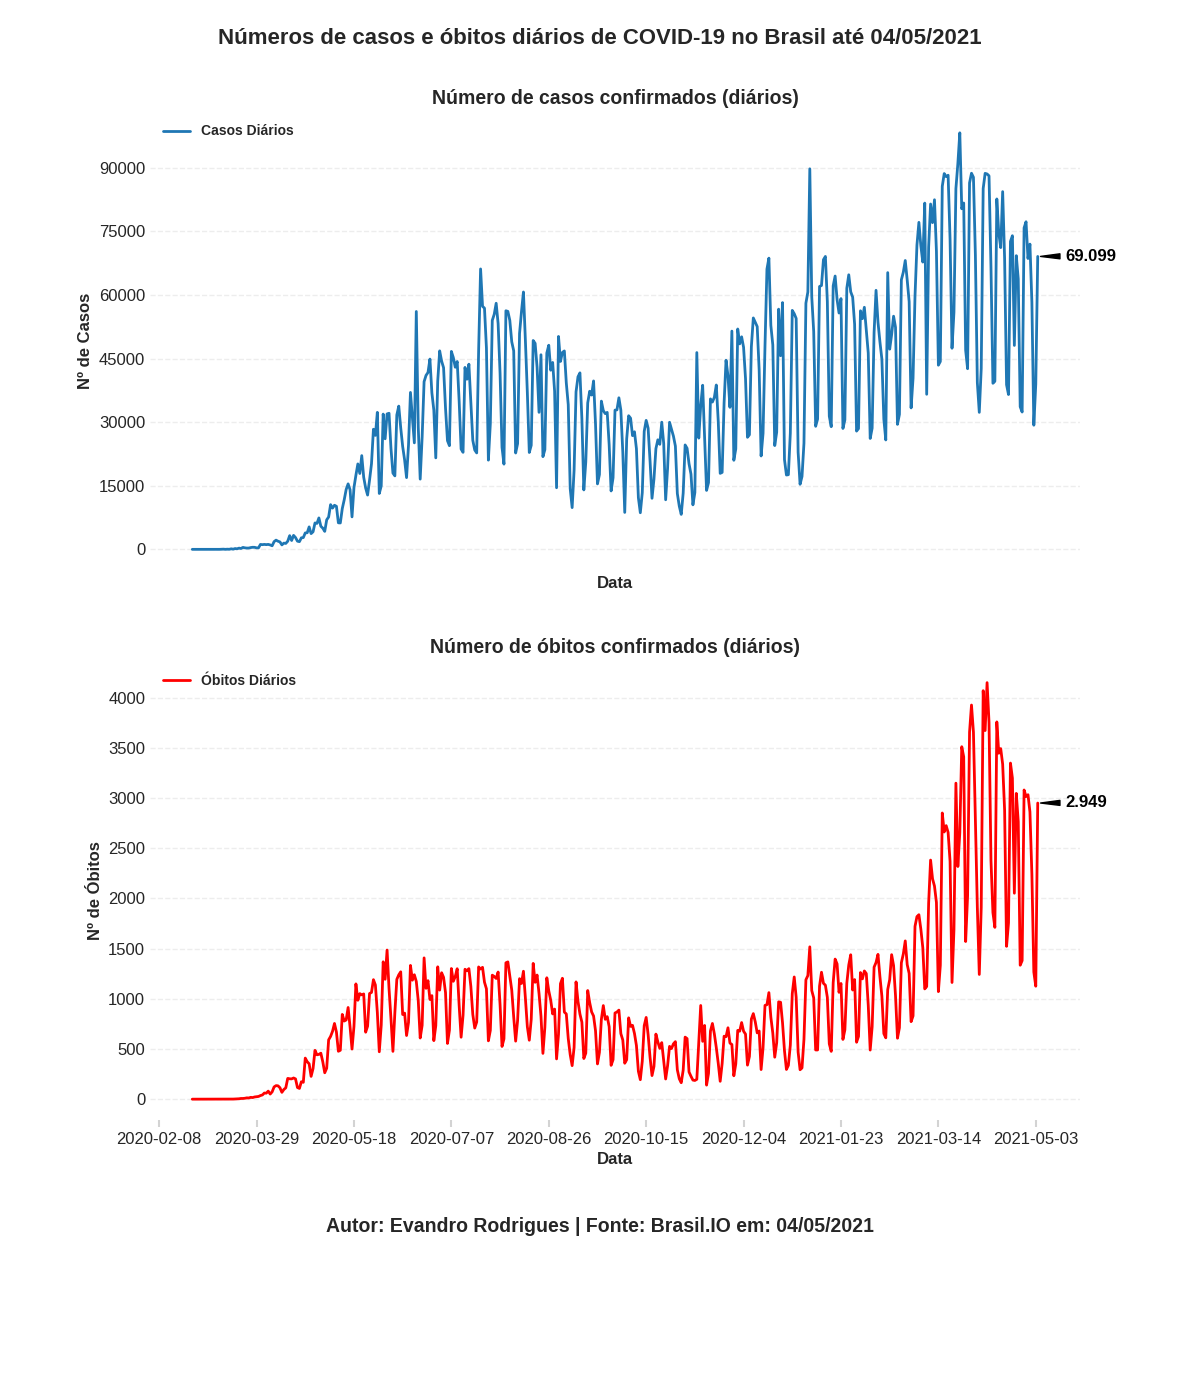 Números de casos e óbitos diários de COVID-19 no Brasil até 04/05/2021
Número de casos confirmados (diários)
Casos Diários
90000
75000
60000
45000
30000
15000
0
Nº de Casos
69.099
Data
Número de óbitos confirmados (diários)
Óbitos Diários
4000
3500
3000
2500
2000
1500
1000
500
0
Nº de Óbitos
2.949
2020-02-08 2020-03-29 2020-05-18 2020-07-07 2020-08-26 2020-10-15 2020-12-04 2021-01-23 2021-03-14 2021-05-03
Data
Autor: Evandro Rodrigues | Fonte: Brasil.IO em: 04/05/2021